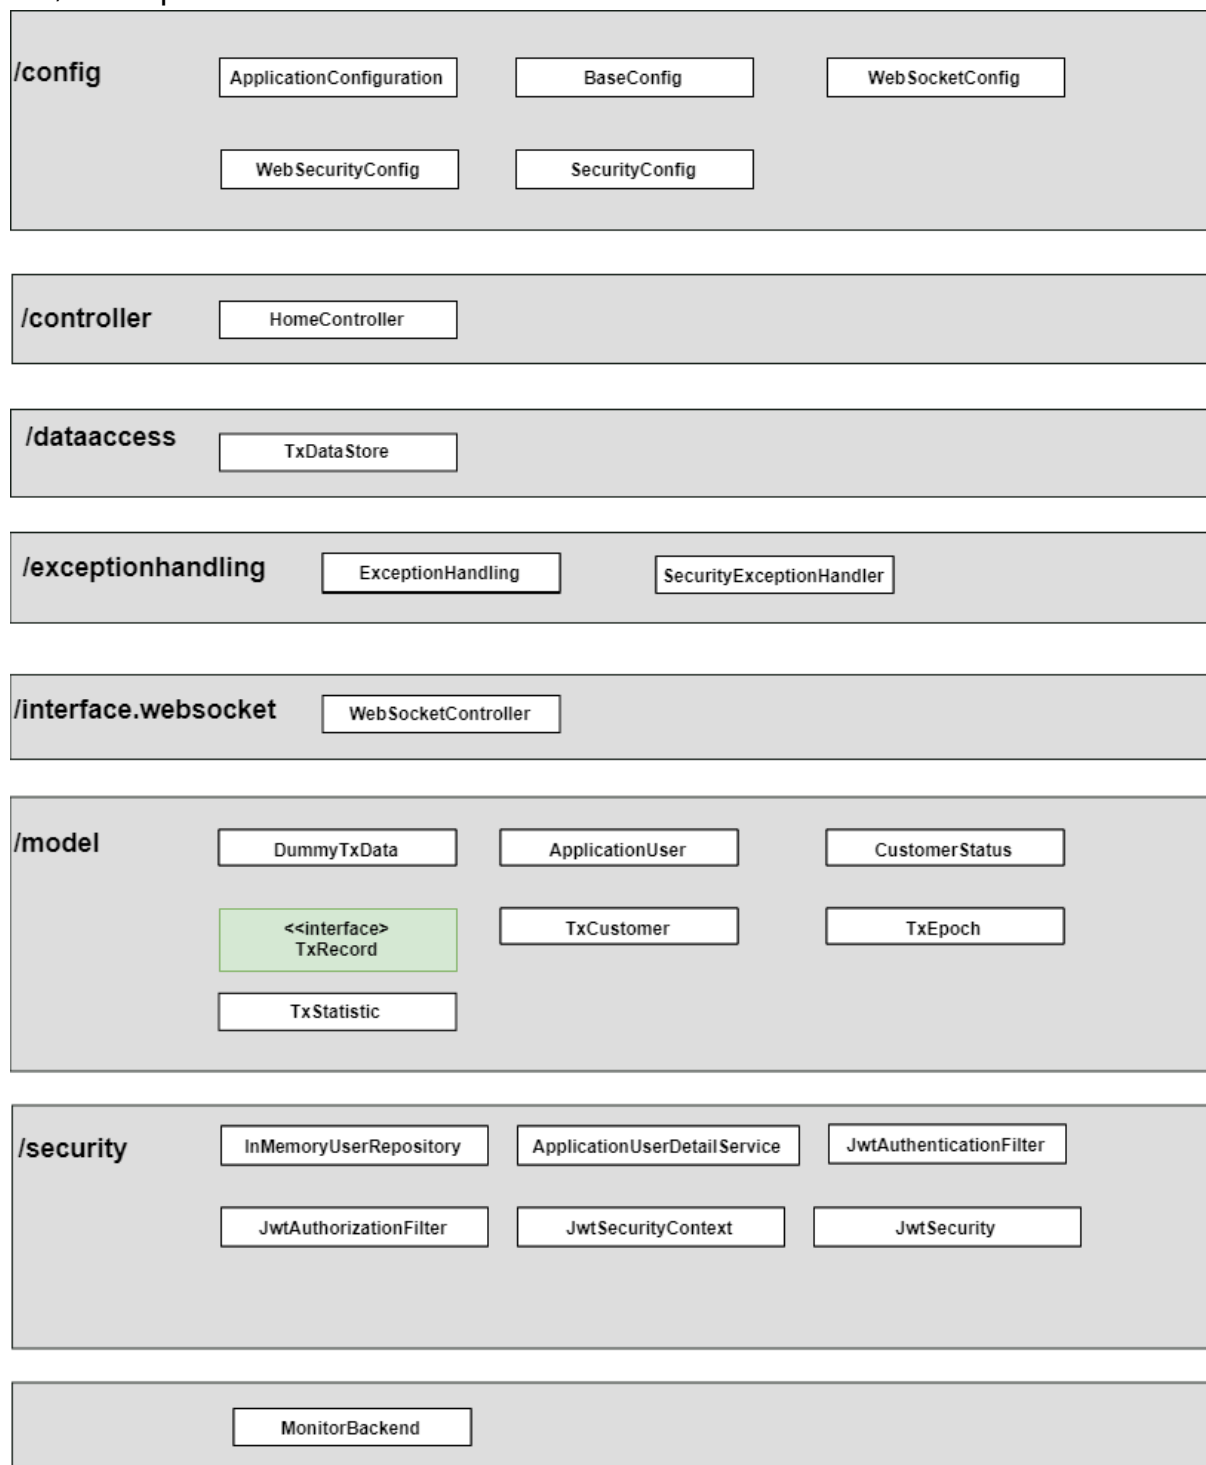 /config
ApplicationConfiguration
BaseConfig
WebSocketConfig
WebSecurityConfig
SecurityConfig
/controller
HomeController
/dataaccess
TxDataStore
/exceptionhandling
ExceptionHandling
SecurityExceptionHandler
/interface.websocket
WebSocketController
/model
DummyTxData
ApplicationUser
CustomerStatus
<<interface>
TxRecord
TxCustomer
TxEpoch
TxStatistic
/security
InMemoryUserRepository
ApplicationUserDetailService
JwtAuthenticationFilter
JwtAuthorizationFilter
JwtSecurityContext
JwtSecurity
MonitorBackend